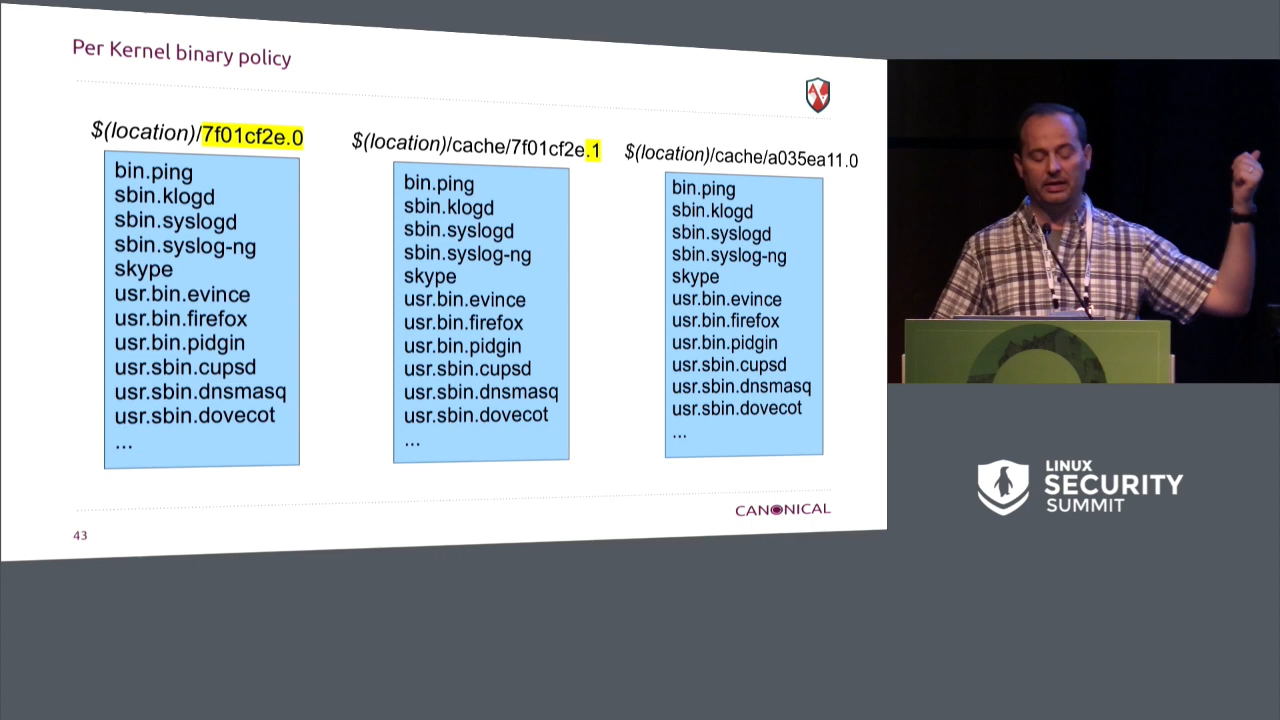 Per Kernel binary policy
$(location)/7f01cf2e.0
bin.ping
sbin.klogd
sbin.syslogd
sbin.syslog-ng
skype
usr.bin.evince
usr.bin.firefox
usr.bin.pidgin
usr.sbin.cupsd
usr.sbin.dnsmasq
usr.sbin.dovecot
...
$(location)/cache/7f01cf2e.1
bin.ping
sbin.klogd
sbin.syslogd
sbin.syslog-ng
skype
usr.bin.evince
usr.bin.firefox
usr.bin.pidgin
usr.sbin.cupsd
usr.sbin.dnsmasq
usr.sbin.dovecot
...
$(location)/cache/a035ea11.0
bin.ping
sbin.klogd
sbin.syslogd
sbin.syslog-ng
skype
usr.bin.evince
usr.bin.firefox
usr.bin.pidgin
usr.sbin.cupsd
usr.sbin.dnsmasq
usr.sbin.dovecot
...
CANONICAL
43
LINUX
SECURITY
SUMMIT